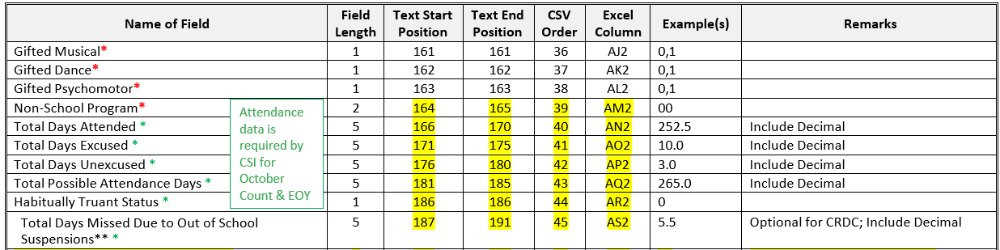 Name of Field Field Length Text Start Position Text End Position CSV Order Excel Column Example(s) Remarks
Gifted Musical* 1 161 161 36 AJ2 0,1
Gifted Dance* 1 162 162 37 AK2 0,1
Gifted Psychomotor* 1 163 163 38 AL2 0,1
Non-School Program* 2 164 165 39 AM2 00
Total Days Attended * 5 166 170 40 AN2 252.5 Include Decimal
Total Days Excused * 5 171 175 41 AO2 10.0 Include Decimal
Total Days Unexcused * 5 176 180 42 AP2 3.0 Include Decimal
Total Possible Attendance Days * 5 181 185 43 AQ2 265.0 Include Decimal
Habitually Truant Status * 1 186 186 44 AR2 0
Total Days Missed Due to Out of School 5 187 191 45 AS2 5.5 Optional for CRDC; Include Decimal
Suspensions** *
Attendance
data is
required by
CSI for
October
Count & EOY